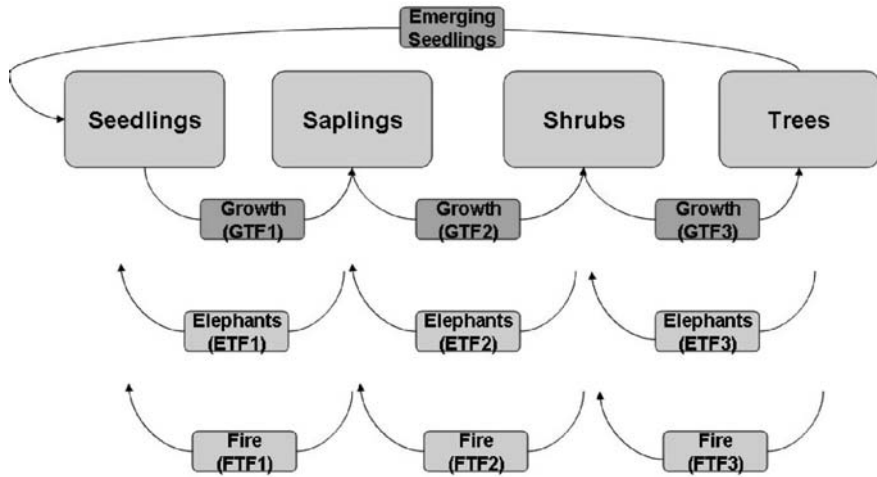 Emerging
Seedlings
Seedlings
Saplings
Shrubs
Trees
Growth
(GTF1)
Growth
(GTF2)
Growth
(GTF3)
Elephants
(ETF1)
Elephants
(ETF2)
Elephants
(ETF3)
Fire
(FTF1)
Fire
(FTF2)
Fire
(FTF3)